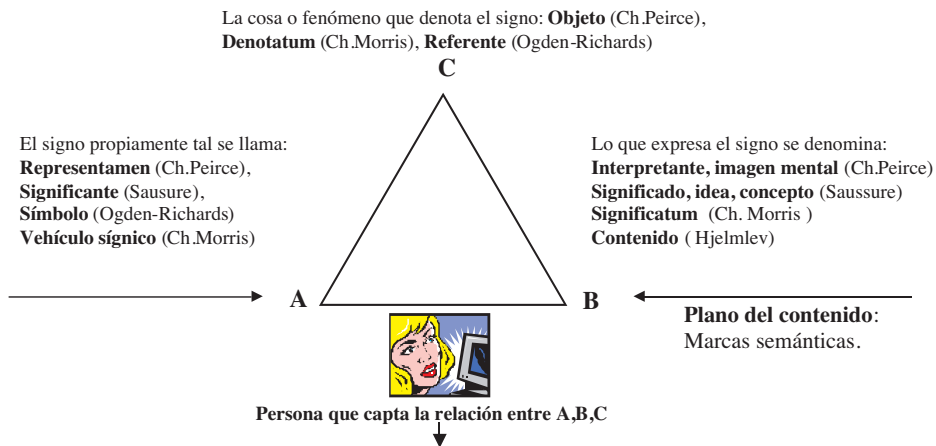 La cosa o fenómeno que denota el signo: Objeto (Ch.Peirce),
Denotatum (Ch.Morris), Referente (Ogden-Richards)
C
El signo propiamente tal se llama:
Representamen (Ch.Peirce),
Significante (Sausure),
Símbolo (Ogden-Richards)
Vehículo sígnico (Ch.Morris)
Lo que expresa el signo se denomina:
Interpretante, imagen mental (Ch.Peirce)
Significado, idea, concepto (Saussure)
Significatum (Ch. Morris )
Contenido ( Hjelmlev)
A
B
Plano del contenido:
Marcas semánticas.
Persona que capta la relación entre A,B,C